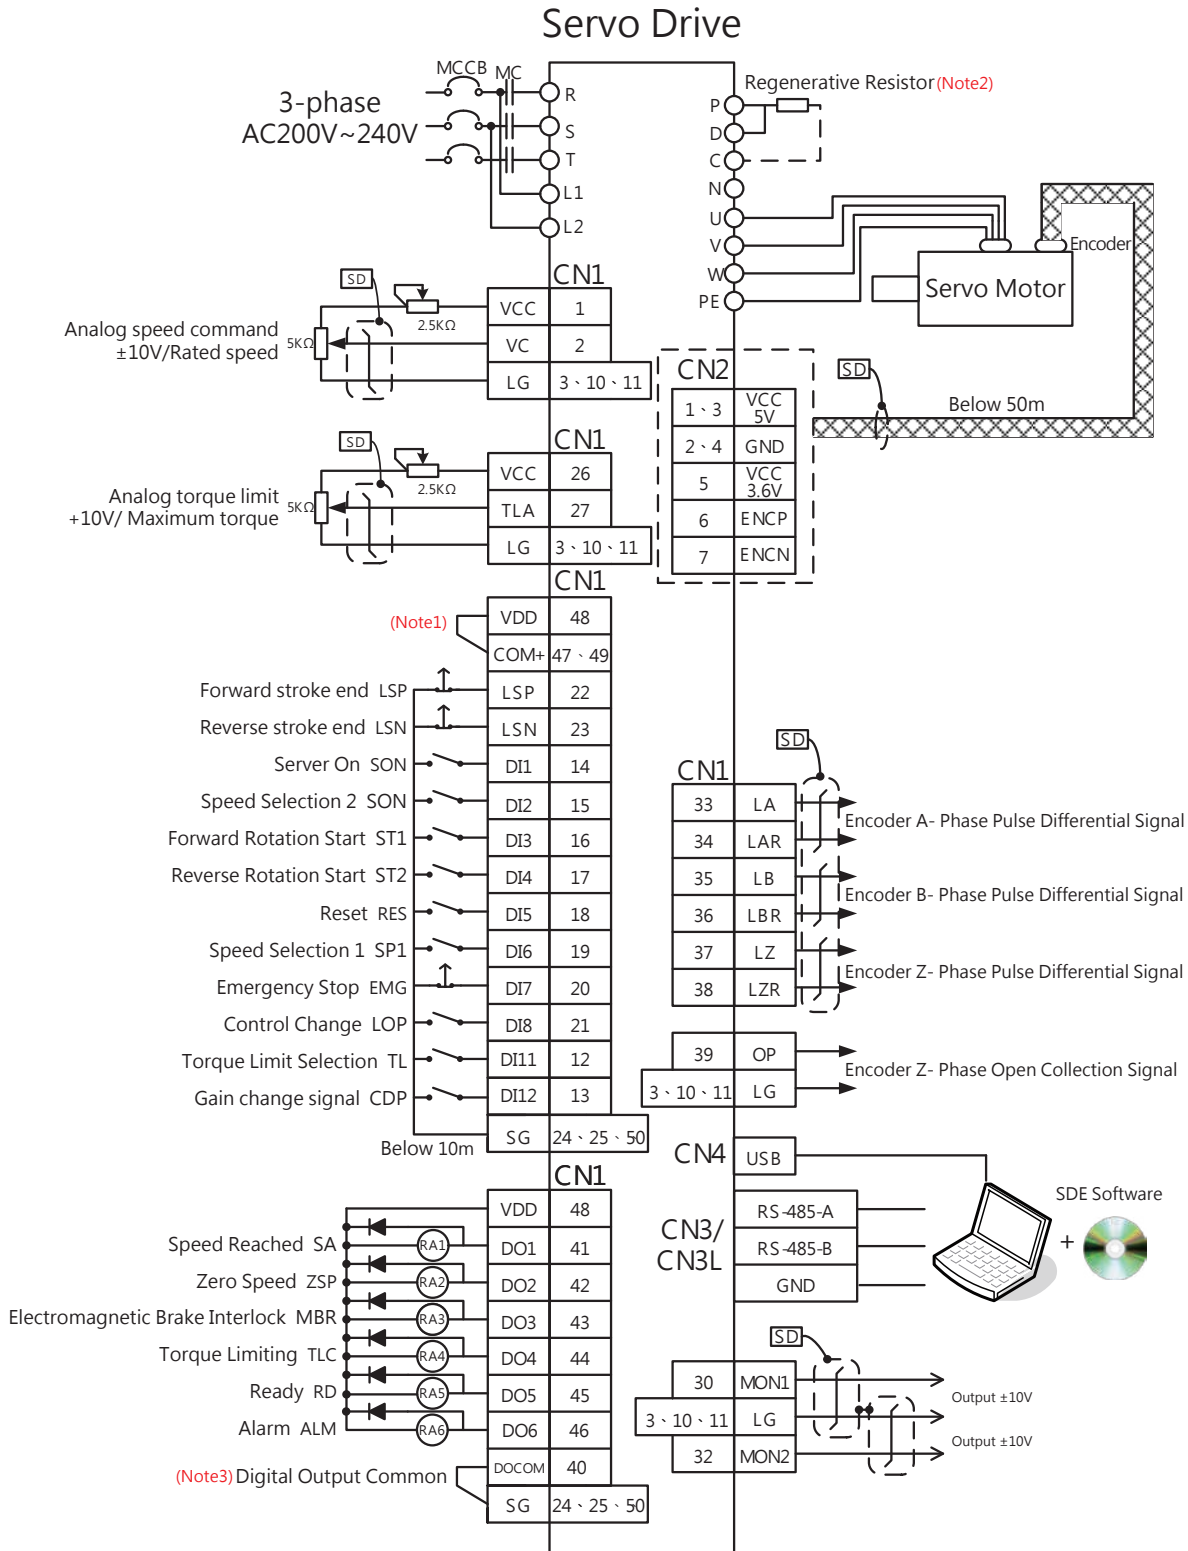 Servo Drive
MCCB MC
3-phase
AC200V~240V
R
S
T
L1
L2
Regenerative Resistor(Note2)
P
D
C
N
U
V
W
PE
Encoder
Servo Motor
SD
Below 50m
CN1
SD
2.5KΩ
5KΩ
Analog speed command
±10V/Rated speed
VCC 1
VC 2
LG 3、10、11
CN1
SD
2.5KΩ
5KΩ
Analog torque limit
+10V/ Maximum torque
VCC 26
TLA 27
LG 3、10、11
CN2
1、3 VCC 5V
2、4 GND
5 VCC 3.6V
6 ENCP
7 ENCN
CN1
(Note1)
VDD 48
COM+ 47、49
Forward stroke end LSP LSP 22
Reverse stroke end LSN LSN 23
Server On SON DI1 14
Speed Selection 2 SON DI2 15
Forward Rotation Start ST1 DI3 16
Reverse Rotation Start ST2 DI4 17
Reset RES DI5 18
Speed Selection 1 SP1 DI6 19
Emergency Stop EMG DI7 20
Control Change LOP DI8 21
Torque Limit Selection TL DI11 12
Gain change signal CDP DI12 13
Below 10m SG 24、25、50
SD
CN1
33 LA
34 LAR
Encoder A- Phase Pulse Differential Signal
35 LB
36 LBR
Encoder B- Phase Pulse Differential Signal
37 LZ
38 LZR
Encoder Z- Phase Pulse Differential Signal
39 OP
3、10、11 LG
Encoder Z- Phase Open Collection Signal
CN4 USB
CN3/
CN3L
RS-485-A
RS-485-B
GND
SDE Software
+
CN1
VDD 48
Speed Reached SA RA1 DO1 41
Zero Speed ZSP RA2 DO2 42
Electromagnetic Brake Interlock MBR RA3 DO3 43
Torque Limiting TLC RA4 DO4 44
Ready RD RA5 DO5 45
Alarm ALM RA6 DO6 46
(Note3) Digital Output Common DOCOM 40
SG 24、25、50
SD
30 MON1
3、10、11 LG
32 MON2
Output ±10V
Output ±10V